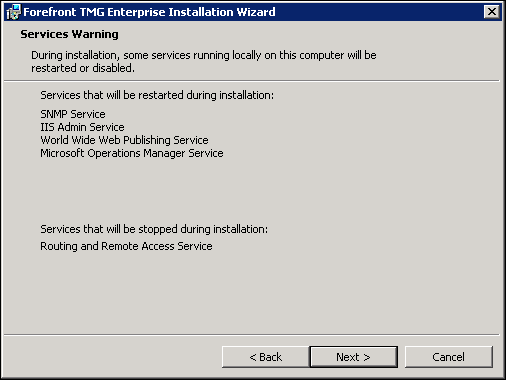 Forefront TMG Enterprise Installation Wizard
Services Warning
During installation, some services running locally on this computer will be
restarted or disabled.
Services that will be restarted during installation:
SNMP Service
IIS Admin Service
World Wide Web Publishing Service
Microsoft Operations Manager Service
Services that will be stopped during installation:
Routing and Remote Access Service
< Back
Next >
Cancel